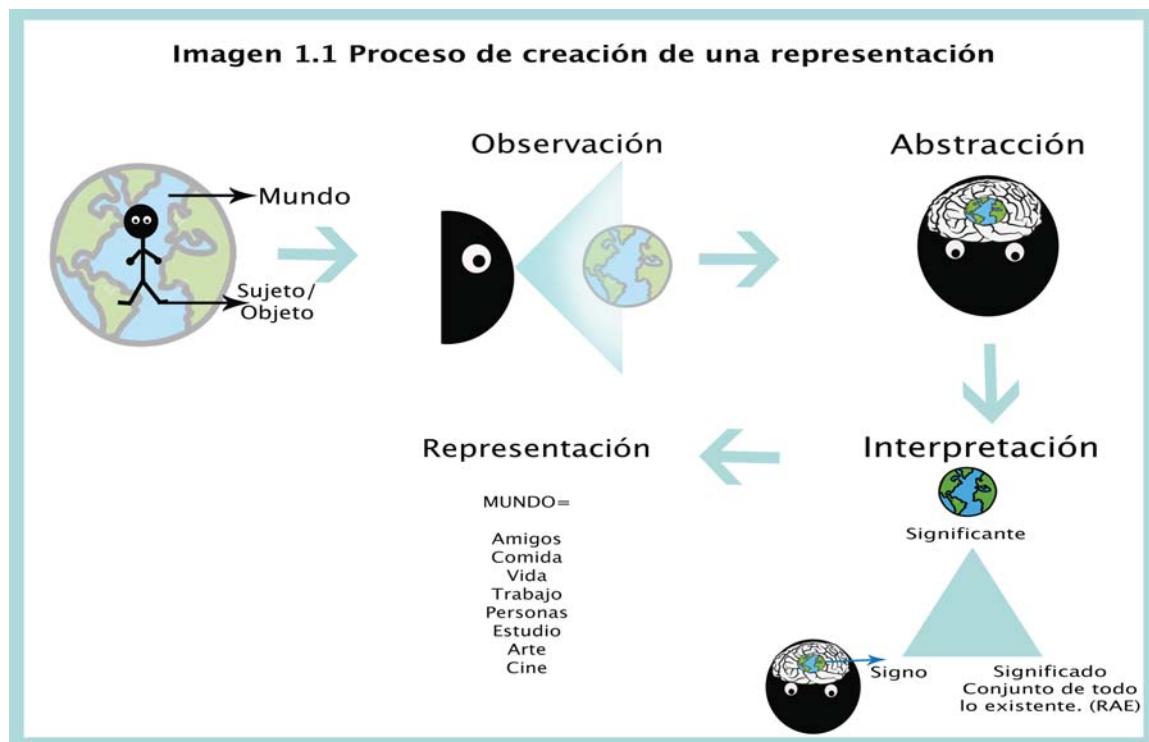 Imagen 1.1 Proceso de creación de una representación
Mundo
Sujeto/
Objeto
Observación
Abstracción
Interpretación
Significante
Signo
Significado
Conjunto de todo
lo existente. (RAE)
Representación
MUNDO=
Amigos
Comida
Vida
Trabajo
Personas
Estudio
Arte
Cine